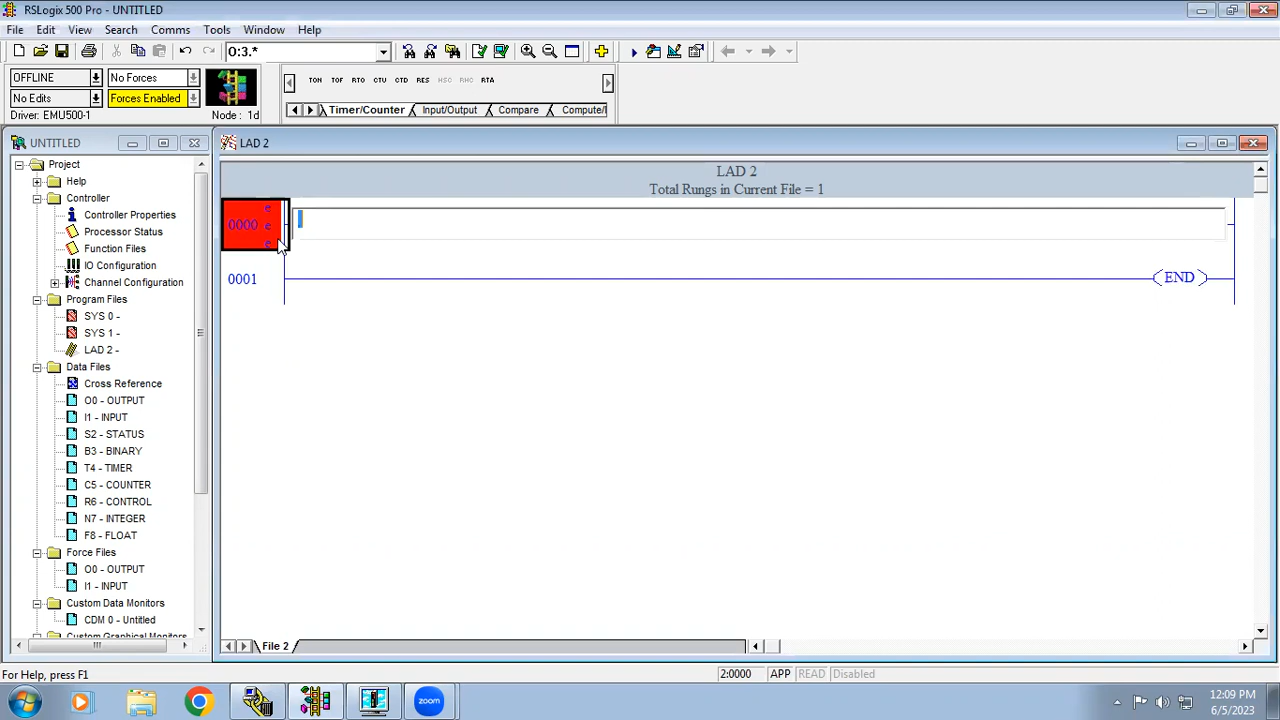 RSLogix 500 Pro - UNTITLED
File Edit View Search Comms Tools Window Help
O:3.*
OFFLINE No Forces
No Edits Forces Enabled
Driver: EMU500-1 Node : 1d
TON TOF RTO CTU CTD RES HSC RHC RTA
Timer/Counter Input/Output Compare Compute/
UNTITLED
Project
Help
Controller
Controller Properties
Processor Status
Function Files
IO Configuration
Channel Configuration
Program Files
SYS 0 -
SYS 1 -
LAD 2 -
Data Files
Cross Reference
O0 - OUTPUT
I1 - INPUT
S2 - STATUS
B3 - BINARY
T4 - TIMER
C5 - COUNTER
R6 - CONTROL
N7 - INTEGER
F8 - FLOAT
Force Files
O0 - OUTPUT
I1 - INPUT
Custom Data Monitors
CDM 0 - Untitled
Custom Graphical Monitors
LAD 2
LAD 2
Total Rungs in Current File = 1
e
0000 e
e
0001 END
File 2
For Help, press F1
2:0000 APP READ Disabled
zoom
12:09 PM
6/5/2023